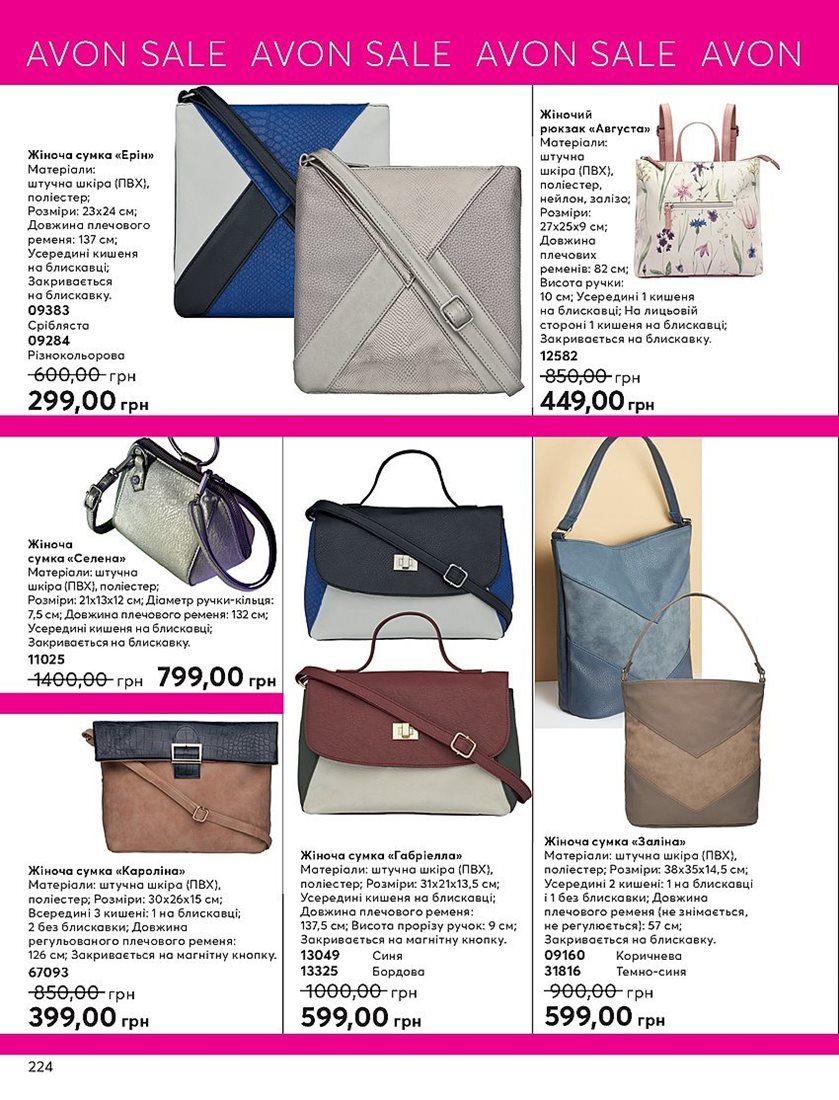 AVON SALE AVON SALE AVON SALE AVON
Жіноча сумка «Ерін»
Матеріали:
штучна шкіра (ПВХ),
поліестер;
Розміри: 23х24 см;
Довжина плечового
ременя: 137 см;
Усередині кишеня
на блискавці;
Закривається
на блискавку.
09383
Срібляста
09284
Різнокольорова
600,00 грн
299,00 грн
Жіночий
рюкзак «Августа»
Матеріали:
штучна
шкіра (ПВХ),
поліестер,
нейлон, залізо;
Розміри:
27х25х9 см;
Довжина
плечових
ременів: 82 см;
Висота ручки:
10 см; Усередині 1 кишеня
на блискавці; На лицьовій
стороні 1 кишеня на блискавці;
Закривається на блискавку.
12582
850,00 грн
449,00 грн
Жіноча
сумка «Селена»
Матеріали: штучна
шкіра (ПВХ), поліестер;
Розміри: 21х13х12 см; Діаметр ручки-кільця:
7,5 см; Довжина плечового ременя: 132 см;
Усередині кишеня на блискавці;
Закривається на блискавку.
11025
1400,00 грн 799,00 грн
Жіноча сумка «Кароліна»
Матеріали: штучна шкіра (ПВХ),
поліестер; Розміри: 30х26х15 см;
Всередині 3 кишені: 1 на блискавці;
2 без блискавки; Довжина
регульованого плечового ременя:
126 см; Закривається на магнітну кнопку.
67093
850,00 грн
399,00 грн
Жіноча сумка «Габріелла»
Матеріали: штучна шкіра (ПВХ),
поліестер; Розміри: 31х21х13,5 см;
Усередині кишеня на блискавці;
Довжина плечового ременя:
137,5 см; Висота прорізу ручок: 9 см;
Закривається на магнітну кнопку.
13049 Синя
13325 Бордова
1000,00 грн
599,00 грн
Жіноча сумка «Заліна»
Матеріали: штучна шкіра (ПВХ),
поліестер; Розміри: 38х35х14,5 см;
Усередині 2 кишені: 1 на блискавці
і 1 без блискавки; Довжина
плечового ременя (не знімається,
не регулюється): 57 см;
Закривається на блискавку.
09160 Коричнева
31816 Темно-синя
900,00 грн
599,00 грн
224